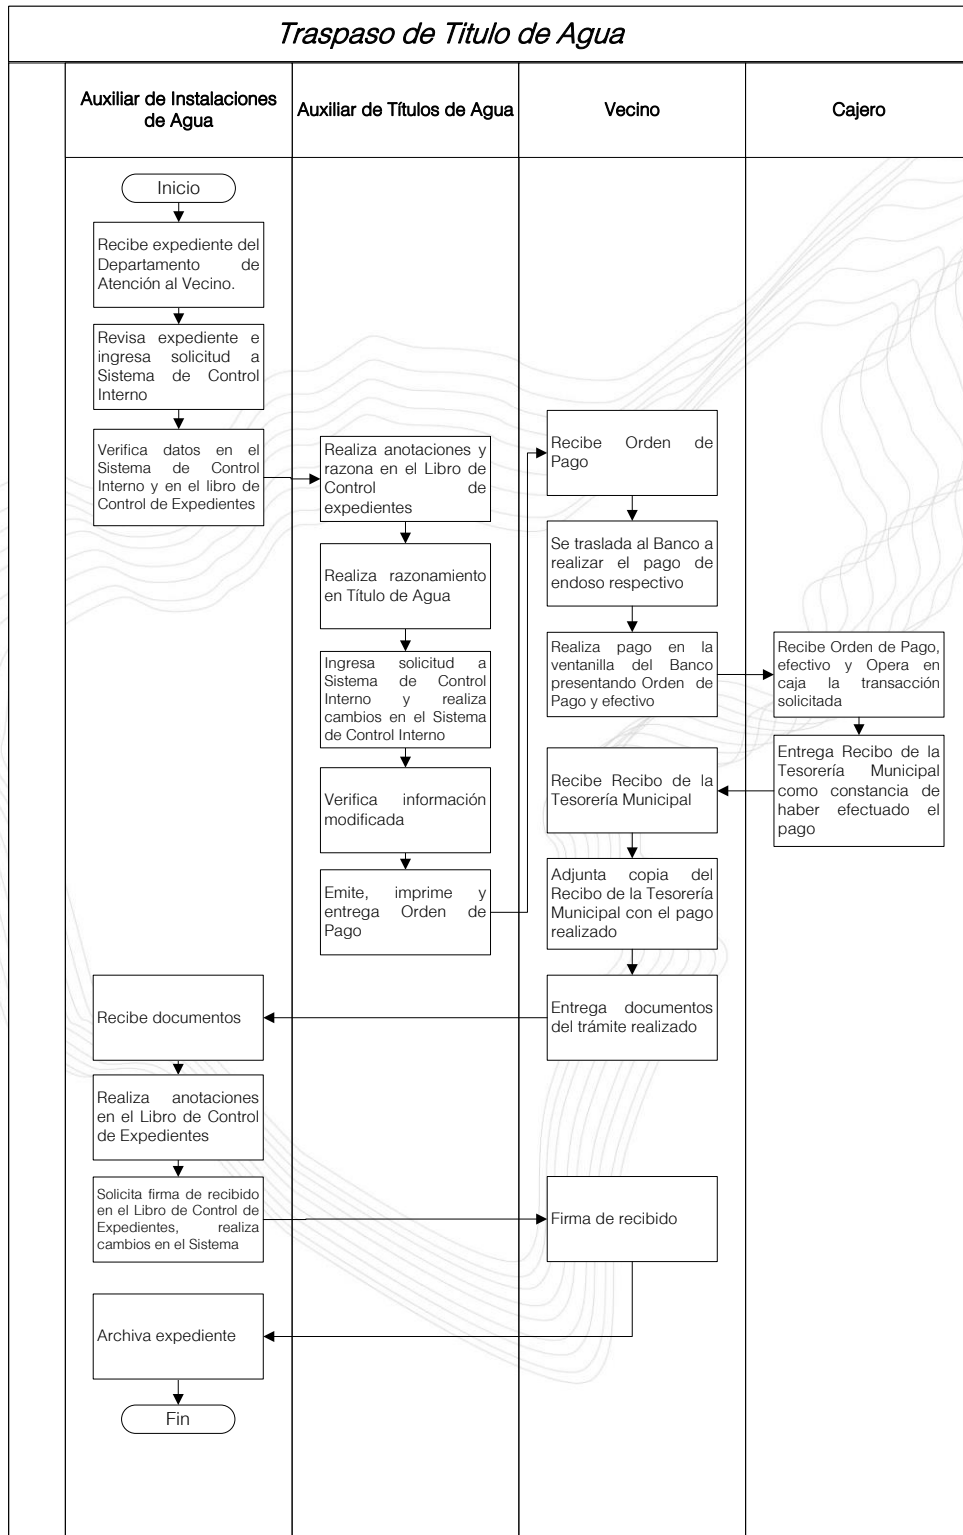 Traspaso de Titulo de Agua
Auxiliar de Instalaciones
de Agua
Auxiliar de Títulos de Agua
Vecino
Cajero
Inicio
Recibe expediente del
Departamento de
Atención al Vecino.
Revisa expediente e
ingresa solicitud a
Sistema de Control
Interno
Verifica datos en el
Sistema de Control
Interno y en el libro de
Control de Expedientes
Realiza anotaciones y
razona en el Libro de
Control de
expedientes
Realiza razonamiento
en Título de Agua
Ingresa solicitud a
Sistema de Control
Interno y realiza
cambios en el Sistema
de Control Interno
Verifica información
modificada
Emite, imprime y
entrega Orden de
Pago
Recibe Orden de
Pago
Se traslada al Banco a
realizar el pago de
endoso respectivo
Realiza pago en la
ventanilla del Banco
presentando Orden de
Pago y efectivo
Recibe Orden de Pago,
efectivo y Opera en
caja la transacción
solicitada
Entrega Recibo de la
Tesorería Municipal
como constancia de
haber efectuado el
pago
Recibe Recibo de la
Tesorería Municipal
Adjunta copia del
Recibo de la Tesorería
Municipal con el pago
realizado
Entrega documentos
del trámite realizado
Recibe documentos
Realiza anotaciones
en el Libro de Control
de Expedientes
Solicita firma de recibido
en el Libro de Control de
Expedientes, realiza
cambios en el Sistema
Firma de recibido
Archiva expediente
Fin